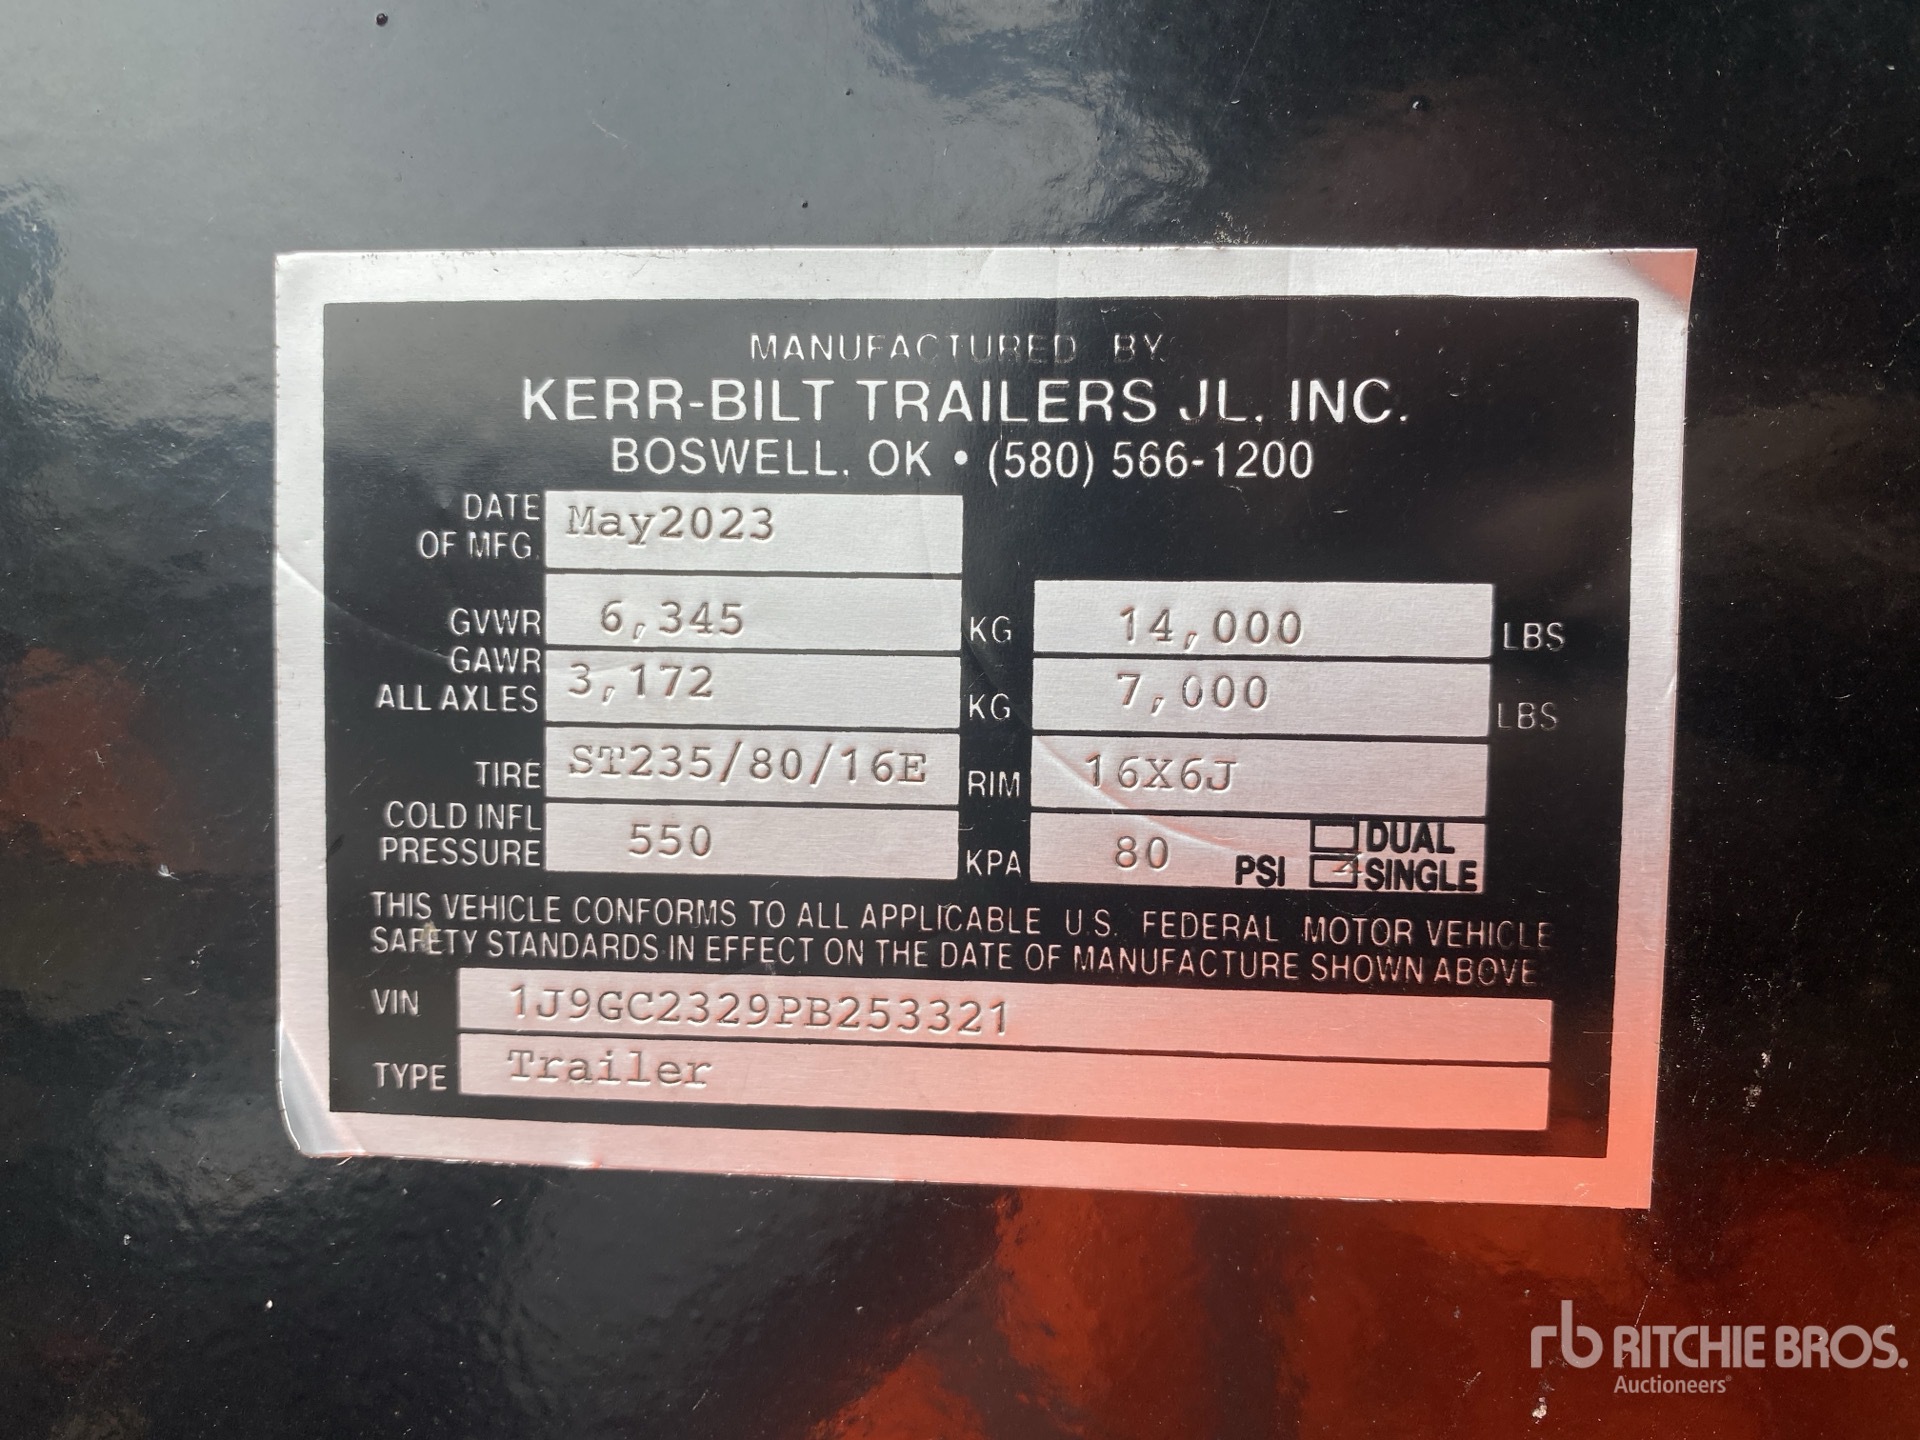 MANUFACTURED BY
KERR-BILT TRAILERS JL, INC.
BOSWELL, OK • (580) 566-1200
DATE OF MFG. May2023
GVWR 6,345 KG 14,000 LBS
GAWR ALL AXLES 3,172 KG 7,000 LBS
TIRE ST235/80/16E RIM 16X6J
COLD INFL PRESSURE 550 KPA 80 PSI DUAL SINGLE
THIS VEHICLE CONFORMS TO ALL APPLICABLE U.S. FEDERAL MOTOR VEHICLE
SAFETY STANDARDS IN EFFECT ON THE DATE OF MANUFACTURE SHOWN ABOVE.
VIN 1J9GC2329PB253321
TYPE Trailer
rb RITCHIE BROS.
Auctioneers®